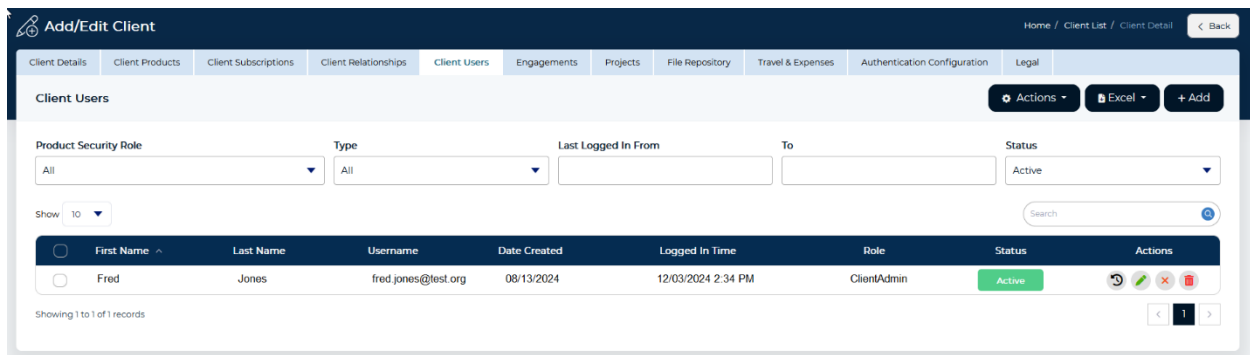 Add/Edit Client
Home / Client List / Client Detail
< Back
Client Details Client Products Client Subscriptions Client Relationships Client Users Engagements Projects File Repository Travel & Expenses Authentication Configuration Legal
Client Users
Actions Excel + Add
Product Security Role Type Last Logged In From To Status
All All Active
Show 10 Search
First Name Last Name Username Date Created Logged In Time Role Status Actions
Fred Jones fred.jones@test.org 08/13/2024 12/03/2024 2:34 PM ClientAdmin Active
Showing 1 to 1 of 1 records
< 1 >